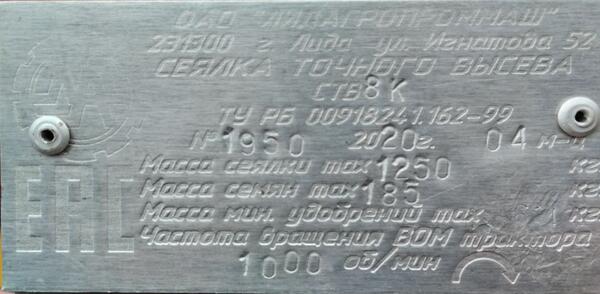 ОАО "ЛИДАГРОПРОММАШ"
231300 г Лида ул. Игнатова 52
СЕЯЛКА ТОЧНОГО ВЫСЕВА
СТВ8К
ТУ РБ 00918241.162-99
№ 1950 2020г. 04 м-ц
Масса сеялки max 1250 кг
Масса семян max 185 кг
Масса мин. удобрений max кг
Частота вращения ВОМ трактора
1000 об/мин
EAC